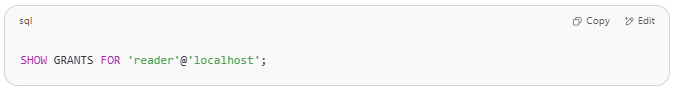 sql
Copy
Edit
SHOW GRANTS FOR 'reader'@'localhost';